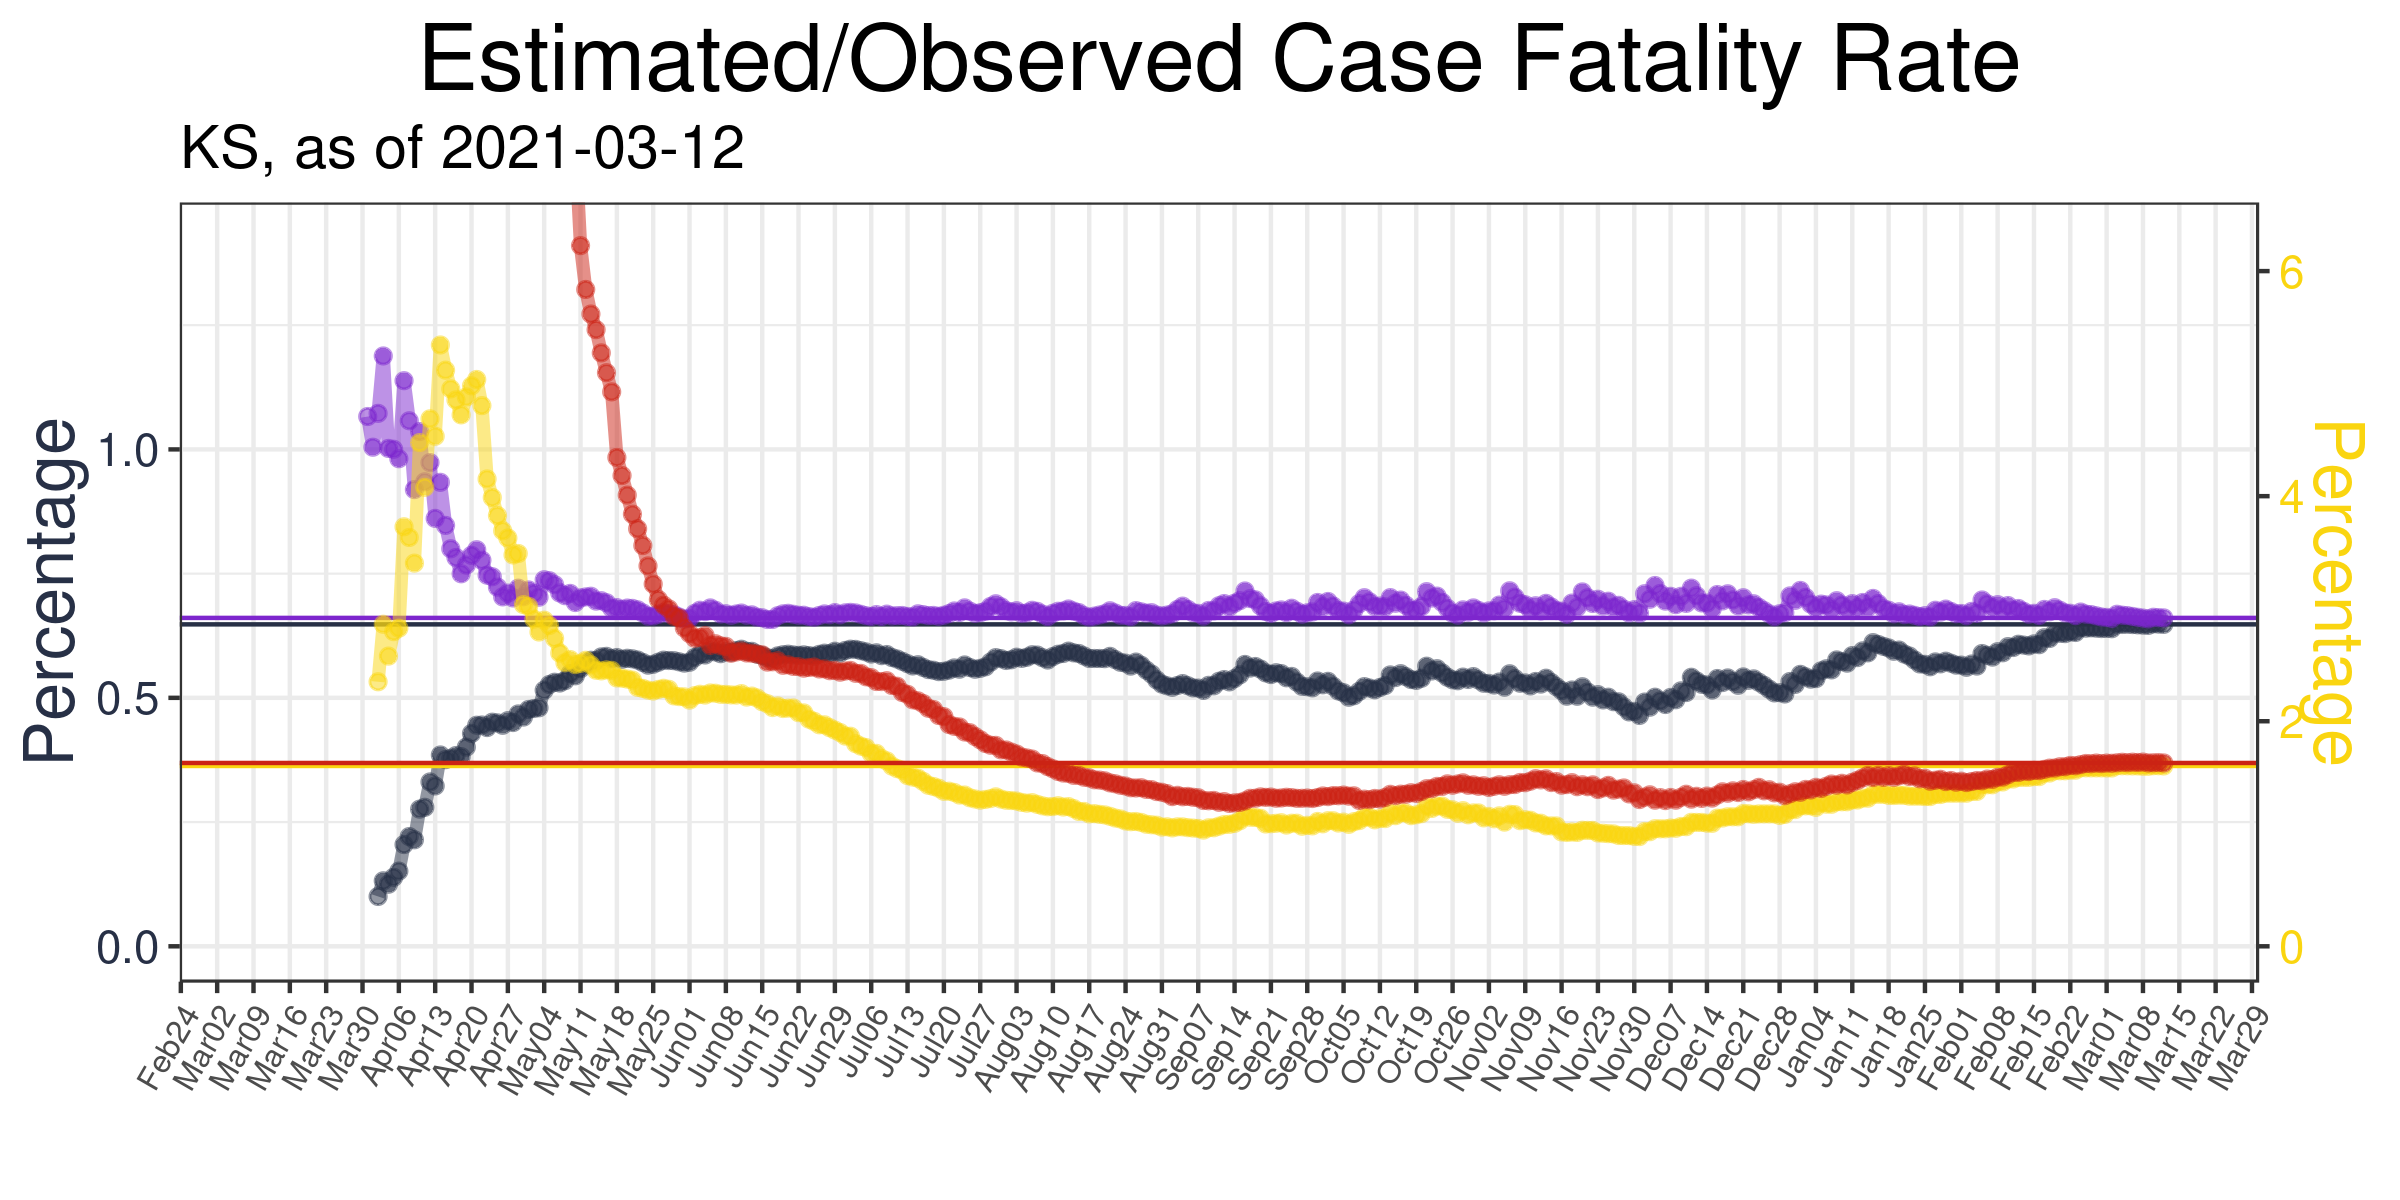 Estimated/Observed Case Fatality Rate
KS, as of 2021-03-12
Percentage
1.0
0.5
0.0
6
4
2
0
Percentage
Feb24 Mar02 Mar09 Mar16 Mar23 Mar30 Apr06 Apr13 Apr20 Apr27 May04 May11 May18 May25 Jun01 Jun08 Jun15 Jun22 Jun29 Jul06 Jul13 Jul20 Jul27 Aug03 Aug10 Aug17 Aug24 Aug31 Sep07 Sep14 Sep21 Sep28 Oct05 Oct12 Oct19 Oct26 Nov02 Nov09 Nov16 Nov23 Nov30 Dec07 Dec14 Dec21 Dec28 Jan04 Jan11 Jan18 Jan25 Feb01 Feb08 Feb15 Feb22 Mar01 Mar08 Mar15 Mar22 Mar29